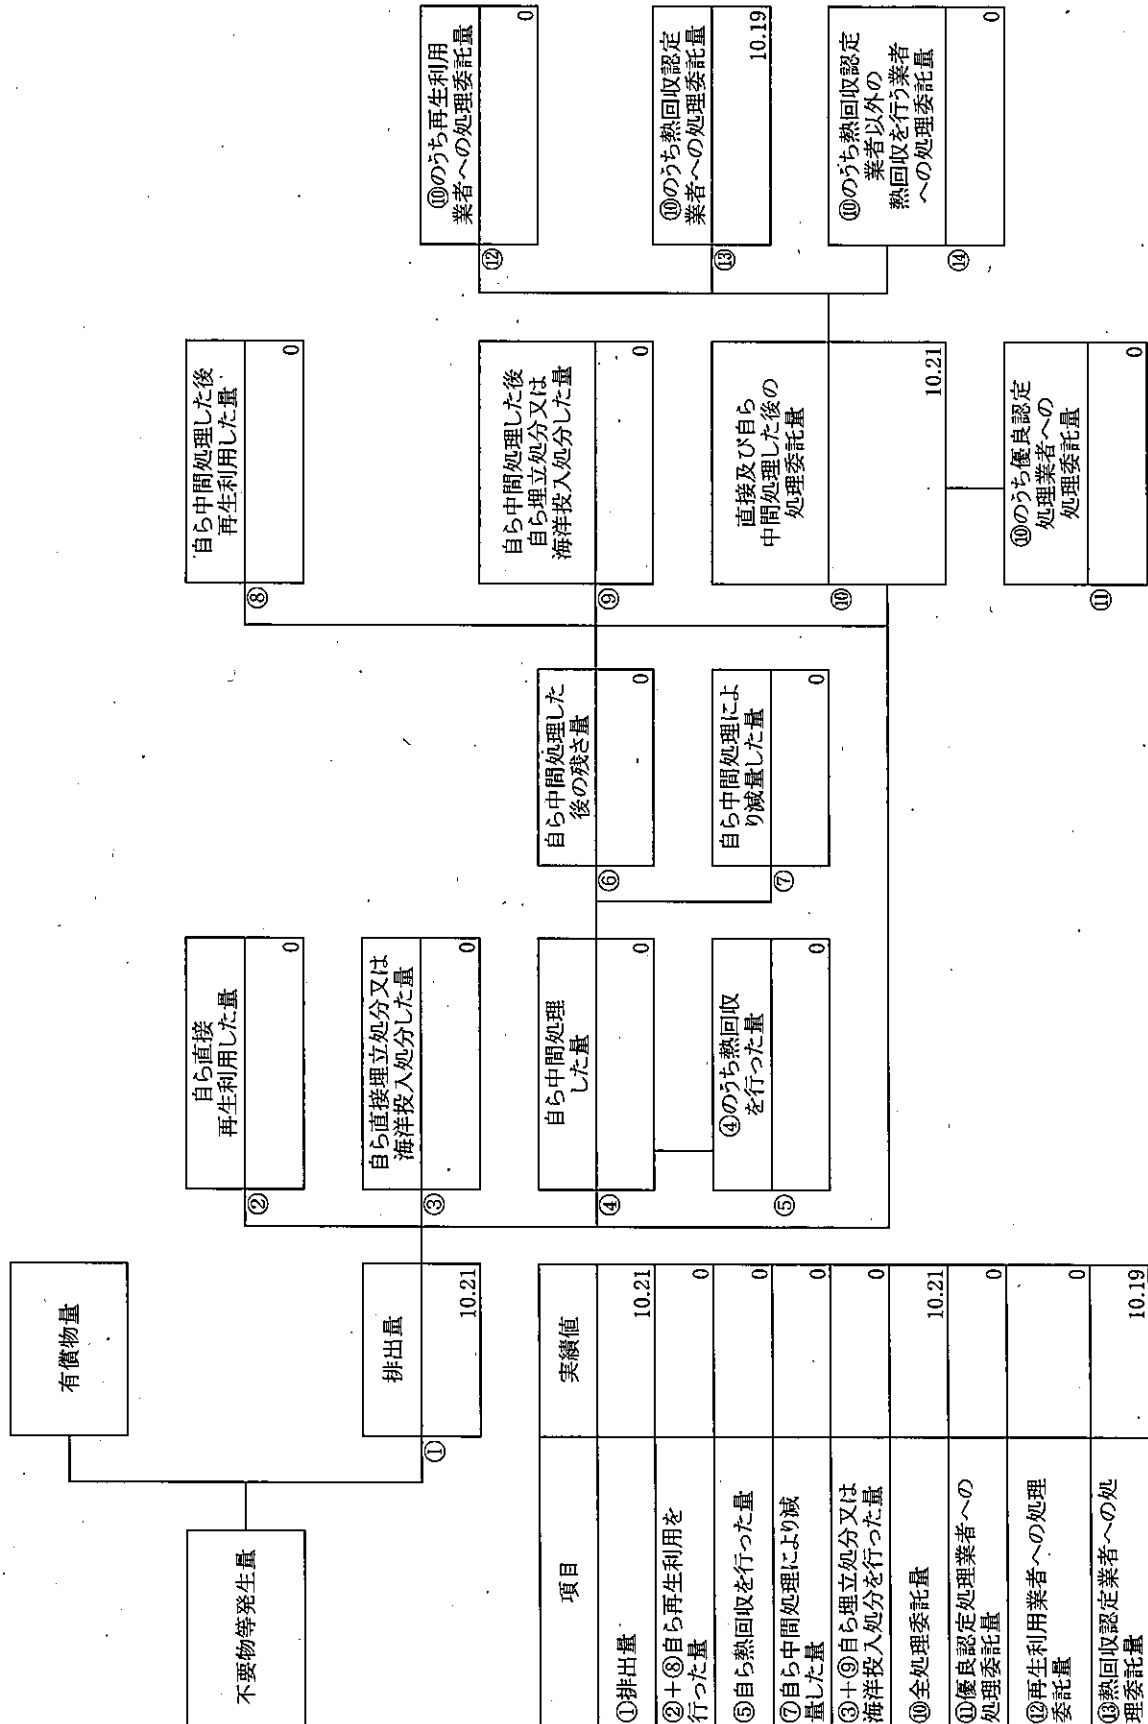 不要物等発生量
有償物量
①
排出量
10.21
②
自ら直接
再生利用した量
0
③
自ら直接埋立処分又は
海洋投入処分した量
0
④
自ら中間処理
した量
0
⑤
④のうち熱回収
を行った量
0
⑥
自ら中間処理した
後の残さ量
0
⑦
自ら中間処理によ
り減量した量
0
⑧
自ら中間処理した後
再生利用した量
0
⑨
自ら中間処理した後
自ら埋立処分又は
海洋投入処分した量
0
⑩
直接及び自ら
中間処理した後の
処理委託量
10.21
⑪
⑩のうち優良認定
処理業者への
処理委託量
0
⑫
⑩のうち再生利用
業者への処理委託量
0
⑬
⑩のうち熱回収認定
業者への処理委託量
10.19
⑭
⑩のうち熱回収認定
業者以外の
熱回収を行う業者
への処理委託量
0
項目 実績値
①排出量 10.21
②+⑧自ら再生利用を
行った量 0
⑤自ら熱回収を行った量 0
⑦自ら中間処理により減
量した量 0
③+⑨自ら埋立処分又は
海洋投入処分を行った量 0
⑩全処理委託量 10.21
⑪優良認定処理業者への
処理委託量 0
⑫再生利用業者への処理
委託量 0
⑬熱回収認定業者への処
理委託量 10.19